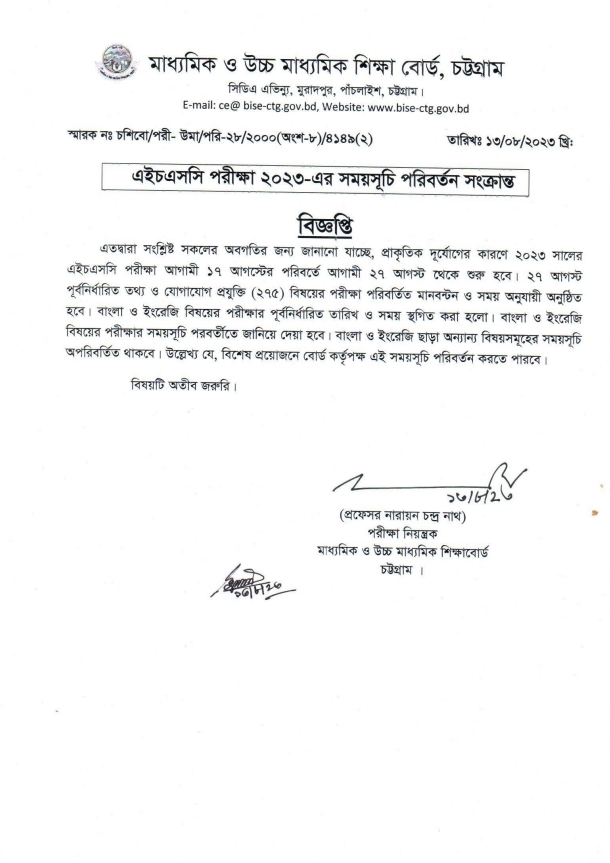 মাধ্যমিক ও উচ্চ মাধ্যমিক শিক্ষা বোর্ড, চট্টগ্রাম
সিডিএ এভিন্যু, মুরাদপুর, পাঁচলাইশ, চট্টগ্রাম।
E-mail: ce@ bise-ctg.gov.bd, Website: www.bise-ctg.gov.bd
স্মারক নঃ চশিবো/পরী- উমা/পরি-২৮/২০০০(অংশ-৮)/৪১৪৯(২) তারিখঃ ১৩/০৮/২০২৩ খ্রিঃ
এইচএসসি পরীক্ষা ২০২৩-এর সময়সূচি পরিবর্তন সংক্রান্ত
বিজ্ঞপ্তি
এতদ্বারা সংশ্লিষ্ট সকলের অবগতির জন্য জানানো যাচ্ছে, প্রাকৃতিক দুর্যোগের কারণে ২০২৩ সালের
এইচএসসি পরীক্ষা আগামী ১৭ আগস্টের পরিবর্তে আগামী ২৭ আগস্ট থেকে শুরু হবে। ২৭ আগস্ট
পূর্বনির্ধারিত তথ্য ও যোগাযোগ প্রযুক্তি (২৭৫) বিষয়ের পরীক্ষা পরিবর্তিত মানবন্টন ও সময় অনুযায়ী অনুষ্ঠিত
হবে। বাংলা ও ইংরেজি বিষয়ের পরীক্ষার পূর্বনির্ধারিত তারিখ ও সময় স্থগিত করা হলো। বাংলা ও ইংরেজি
বিষয়ের পরীক্ষার সময়সূচি পরবর্তীতে জানিয়ে দেয়া হবে। বাংলা ও ইংরেজি ছাড়া অন্যান্য বিষয়সমূহের সময়সূচি
অপরিবর্তিত থাকবে। উল্লেখ্য যে, বিশেষ প্রয়োজনে বোর্ড কর্তৃপক্ষ এই সময়সূচি পরিবর্তন করতে পারবে।
বিষয়টি অতীব জরুরি।
১৩/৮/২৩
(প্রফেসর নারায়ন চন্দ্র নাথ)
পরীক্ষা নিয়ন্ত্রক
মাধ্যমিক ও উচ্চ মাধ্যমিক শিক্ষাবোর্ড
চট্টগ্রাম ।
১৩/৮/২৩